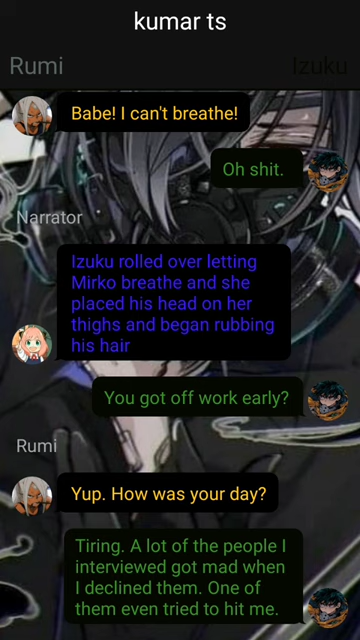 kumar ts
Rumi
Izuku
Babe! I can't breathe!
Oh shit.
Narrator
Izuku rolled over letting
Mirko breathe and she
placed his head on her
thighs and began rubbing
his hair
You got off work early?
Rumi
Yup. How was your day?
Tiring. A lot of the people I
interviewed got mad when
I declined them. One of
them even tried to hit me.